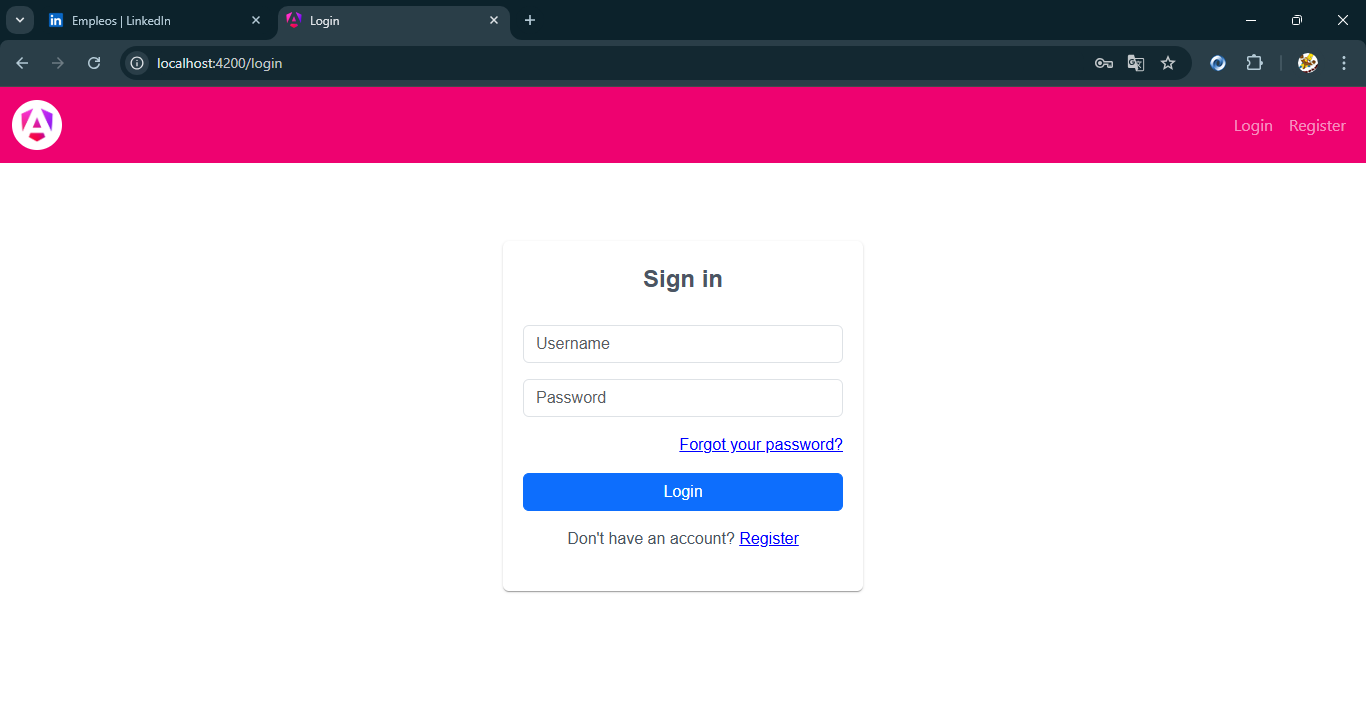 Empleos | LinkedIn
Login
localhost:4200/login
Login Register
Sign in
Username
Password
Forgot your password?
Login
Don't have an account? Register